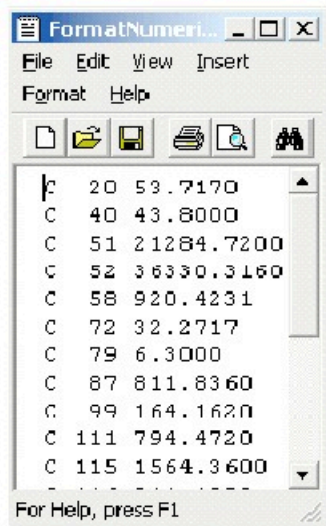 FormatNumeri...
File Edit View Insert
Format Help
C 20 53.7170
C 40 43.8000
C 51 21284.7200
C 52 36330.3160
C 58 920.4231
C 72 32.2717
C 79 6.3000
C 87 811.8360
C 99 164.1620
C 111 794.4720
C 115 1564.3600
For Help, press F1